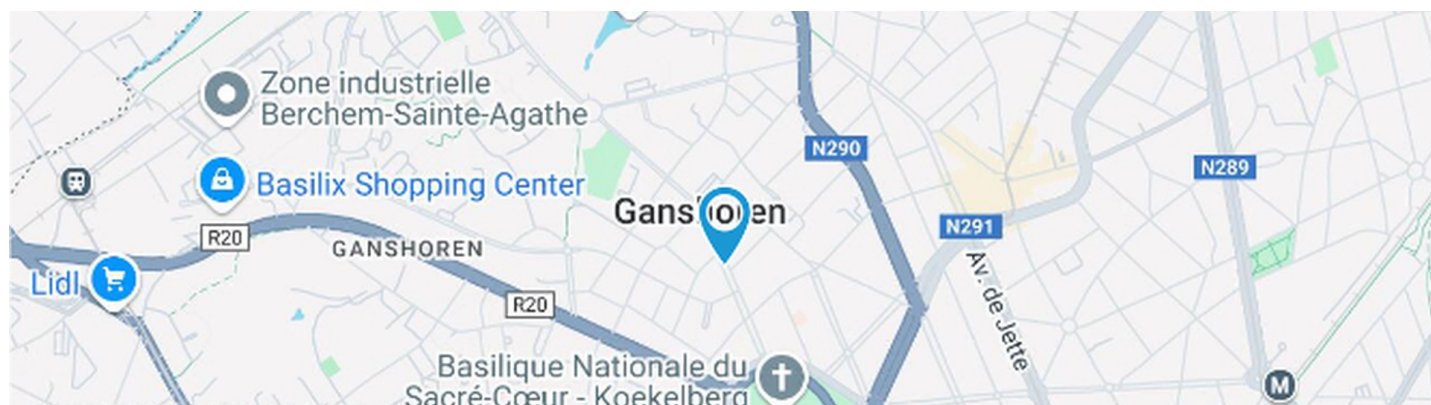 Zone industrielle
Berchem-Sainte-Agathe
N290
N289
Basilix Shopping Center
Ganshoren
R20
GANSHOREN
N291
Lidl
R20
Av. de Jette
Basilique Nationale du
Sacré-Cœur - Koekelberg
M